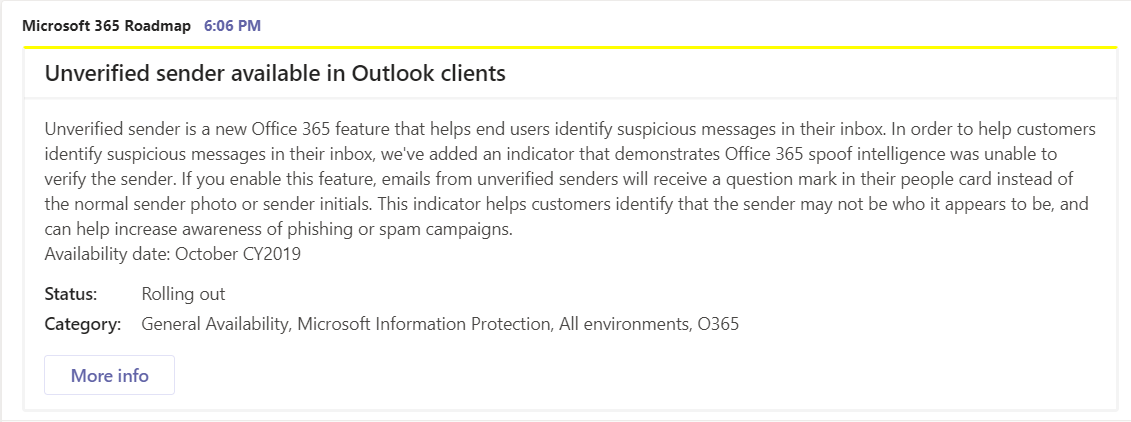 Microsoft 365 Roadmap 6:06 PM
Unverified sender available in Outlook clients
Unverified sender is a new Office 365 feature that helps end users identify suspicious messages in their inbox. In order to help customers
identify suspicious messages in their inbox, we've added an indicator that demonstrates Office 365 spoof intelligence was unable to
verify the sender. If you enable this feature, emails from unverified senders will receive a question mark in their people card instead of
the normal sender photo or sender initials. This indicator helps customers identify that the sender may not be who it appears to be, and
can help increase awareness of phishing or spam campaigns.
Availability date: October CY2019
Status: Rolling out
Category: General Availability, Microsoft Information Protection, All environments, O365
More info